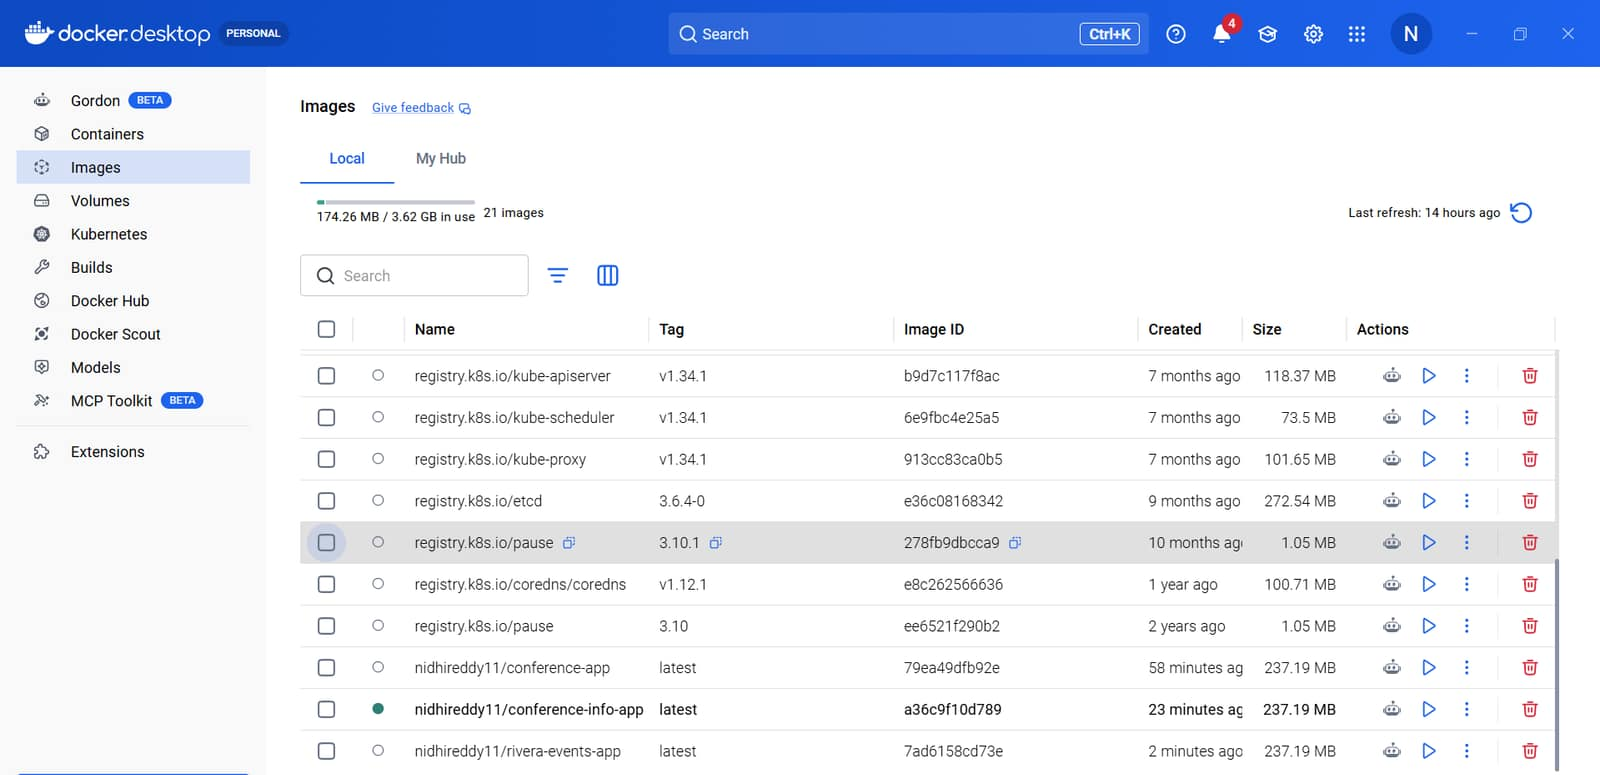 docker.desktop PERSONAL Search Ctrl+K 4 N
Gordon BETA
Containers
Images
Volumes
Kubernetes
Builds
Docker Hub
Docker Scout
Models
MCP Toolkit BETA
Extensions
Images Give feedback
Local My Hub
174.26 MB / 3.62 GB in use 21 images Last refresh: 14 hours ago
Search
Name Tag Image ID Created Size Actions
registry.k8s.io/kube-apiserver v1.34.1 b9d7c117f8ac 7 months ago 118.37 MB
registry.k8s.io/kube-scheduler v1.34.1 6e9fbc4e25a5 7 months ago 73.5 MB
registry.k8s.io/kube-proxy v1.34.1 913cc83ca0b5 7 months ago 101.65 MB
registry.k8s.io/etcd 3.6.4-0 e36c08168342 9 months ago 272.54 MB
registry.k8s.io/pause 3.10.1 278fb9dbcca9 10 months ag 1.05 MB
registry.k8s.io/coredns/coredns v1.12.1 e8c262566636 1 year ago 100.71 MB
registry.k8s.io/pause 3.10 ee6521f290b2 2 years ago 1.05 MB
nidhireddy11/conference-app latest 79ea49dfb92e 58 minutes ag 237.19 MB
nidhireddy11/conference-info-app latest a36c9f10d789 23 minutes ag 237.19 MB
nidhireddy11/rivera-events-app latest 7ad6158cd73e 2 minutes ago 237.19 MB